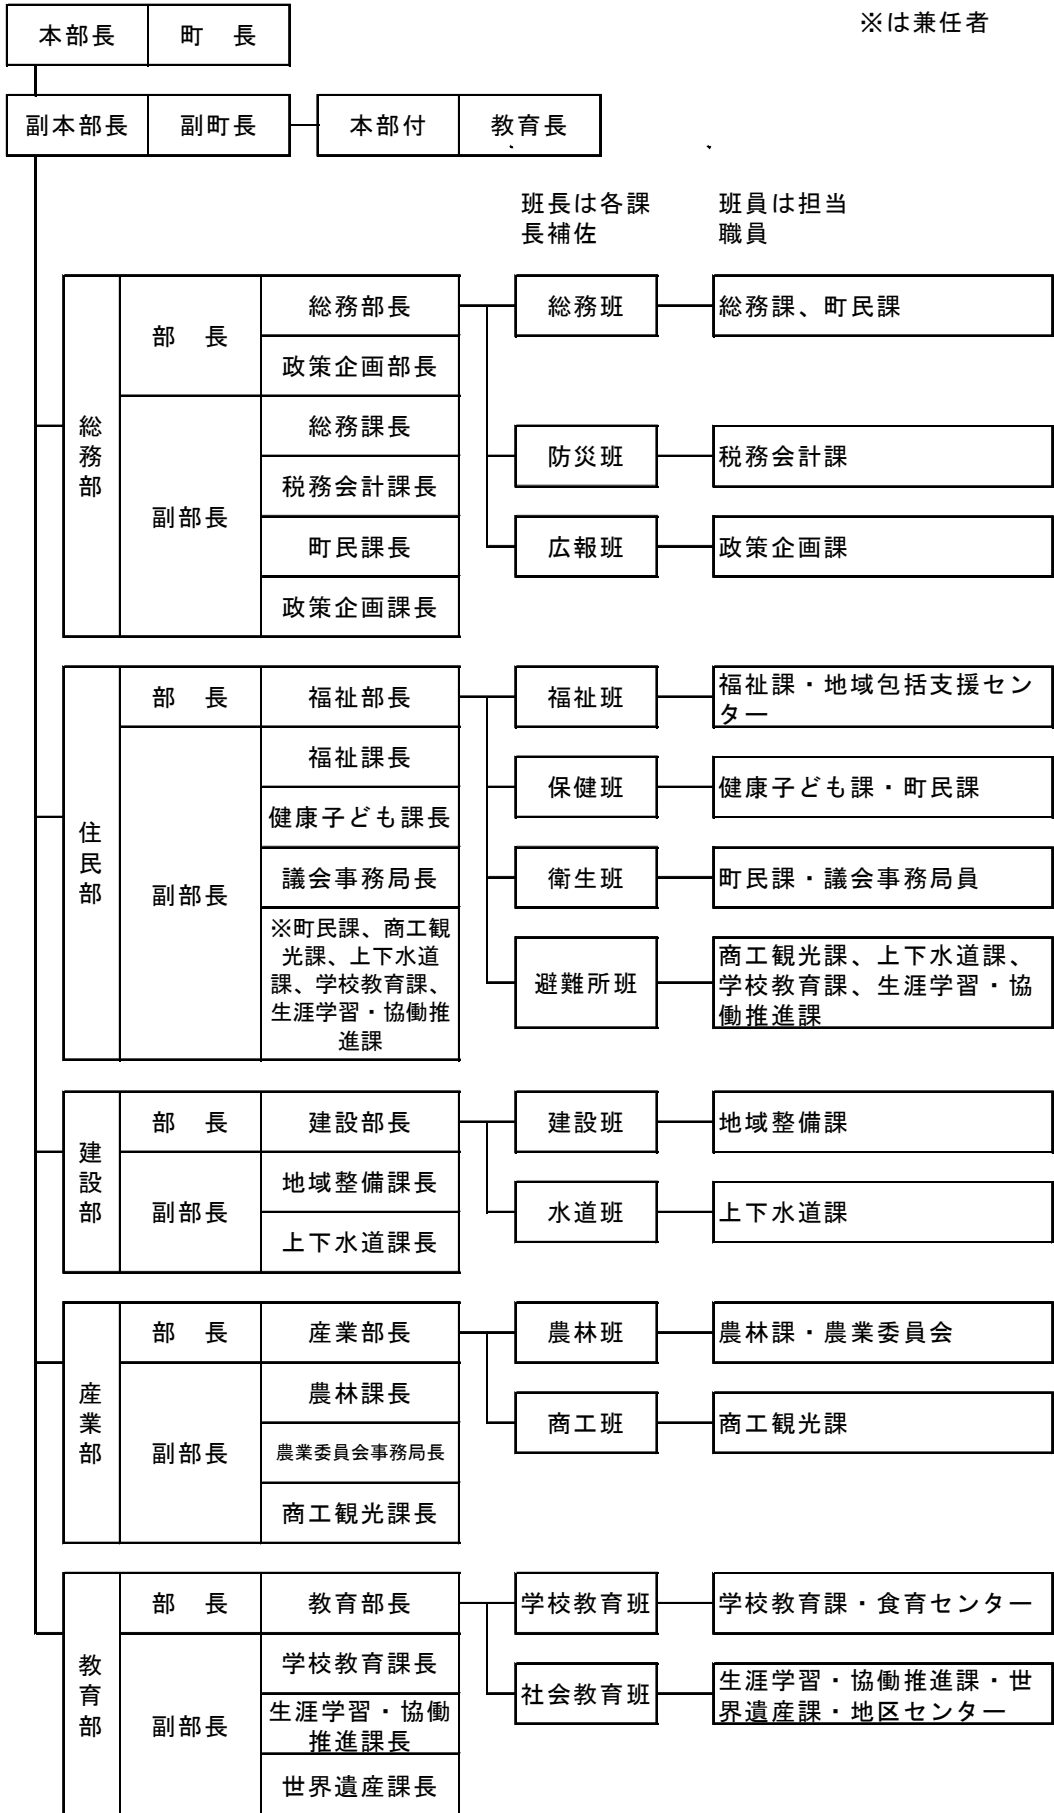 ※は兼任者
本部長 町　長
副本部長 副町長 本部付 教育長
班長は各課
長補佐
班員は担当
職員
総務部
部　長
総務部長
政策企画部長
副部長
総務課長
税務会計課長
町民課長
政策企画課長
総務班 総務課、町民課
防災班 税務会計課
広報班 政策企画課
住民部
部　長
福祉部長
副部長
福祉課長
健康子ども課長
議会事務局長
※町民課、商工観
光課、上下水道
課、学校教育課、
生涯学習・協働推
進課
福祉班
福祉課・地域包括支援セン
ター
保健班 健康子ども課・町民課
衛生班 町民課・議会事務局員
避難所班
商工観光課、上下水道課、
学校教育課、生涯学習・協
働推進課
建設部
部　長
建設部長
副部長
地域整備課長
上下水道課長
建設班 地域整備課
水道班 上下水道課
産業部
部　長
産業部長
副部長
農林課長
農業委員会事務局長
商工観光課長
農林班 農林課・農業委員会
商工班 商工観光課
教育部
部　長
教育部長
副部長
学校教育課長
生涯学習・協働
推進課長
世界遺産課長
学校教育班 学校教育課・食育センター
社会教育班
生涯学習・協働推進課・世
界遺産課・地区センター